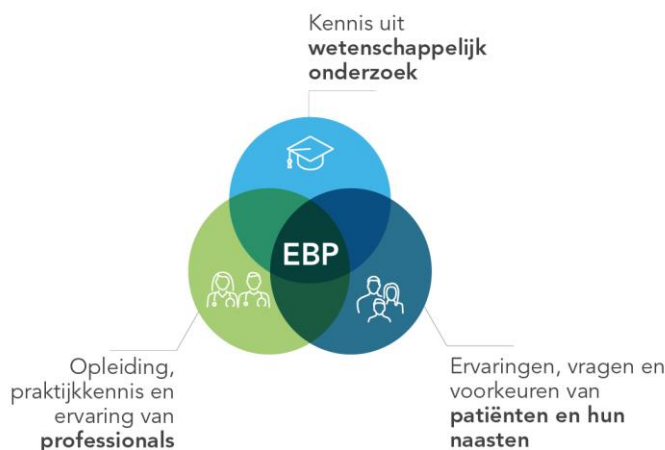 Kennis uit
wetenschappelijk
onderzoek
EBP
Opleiding,
praktijkkennis en
ervaring van
professionals
Ervaringen, vragen en
voorkeuren van
patiënten en hun
naasten